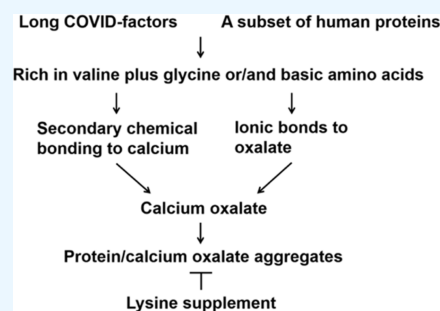 Long COVID-factors A subset of human proteins
Rich in valine plus glycine or/and basic amino acids
Secondary chemical bonding to calcium
Ionic bonds to oxalate
Calcium oxalate
Protein/calcium oxalate aggregates
Lysine supplement